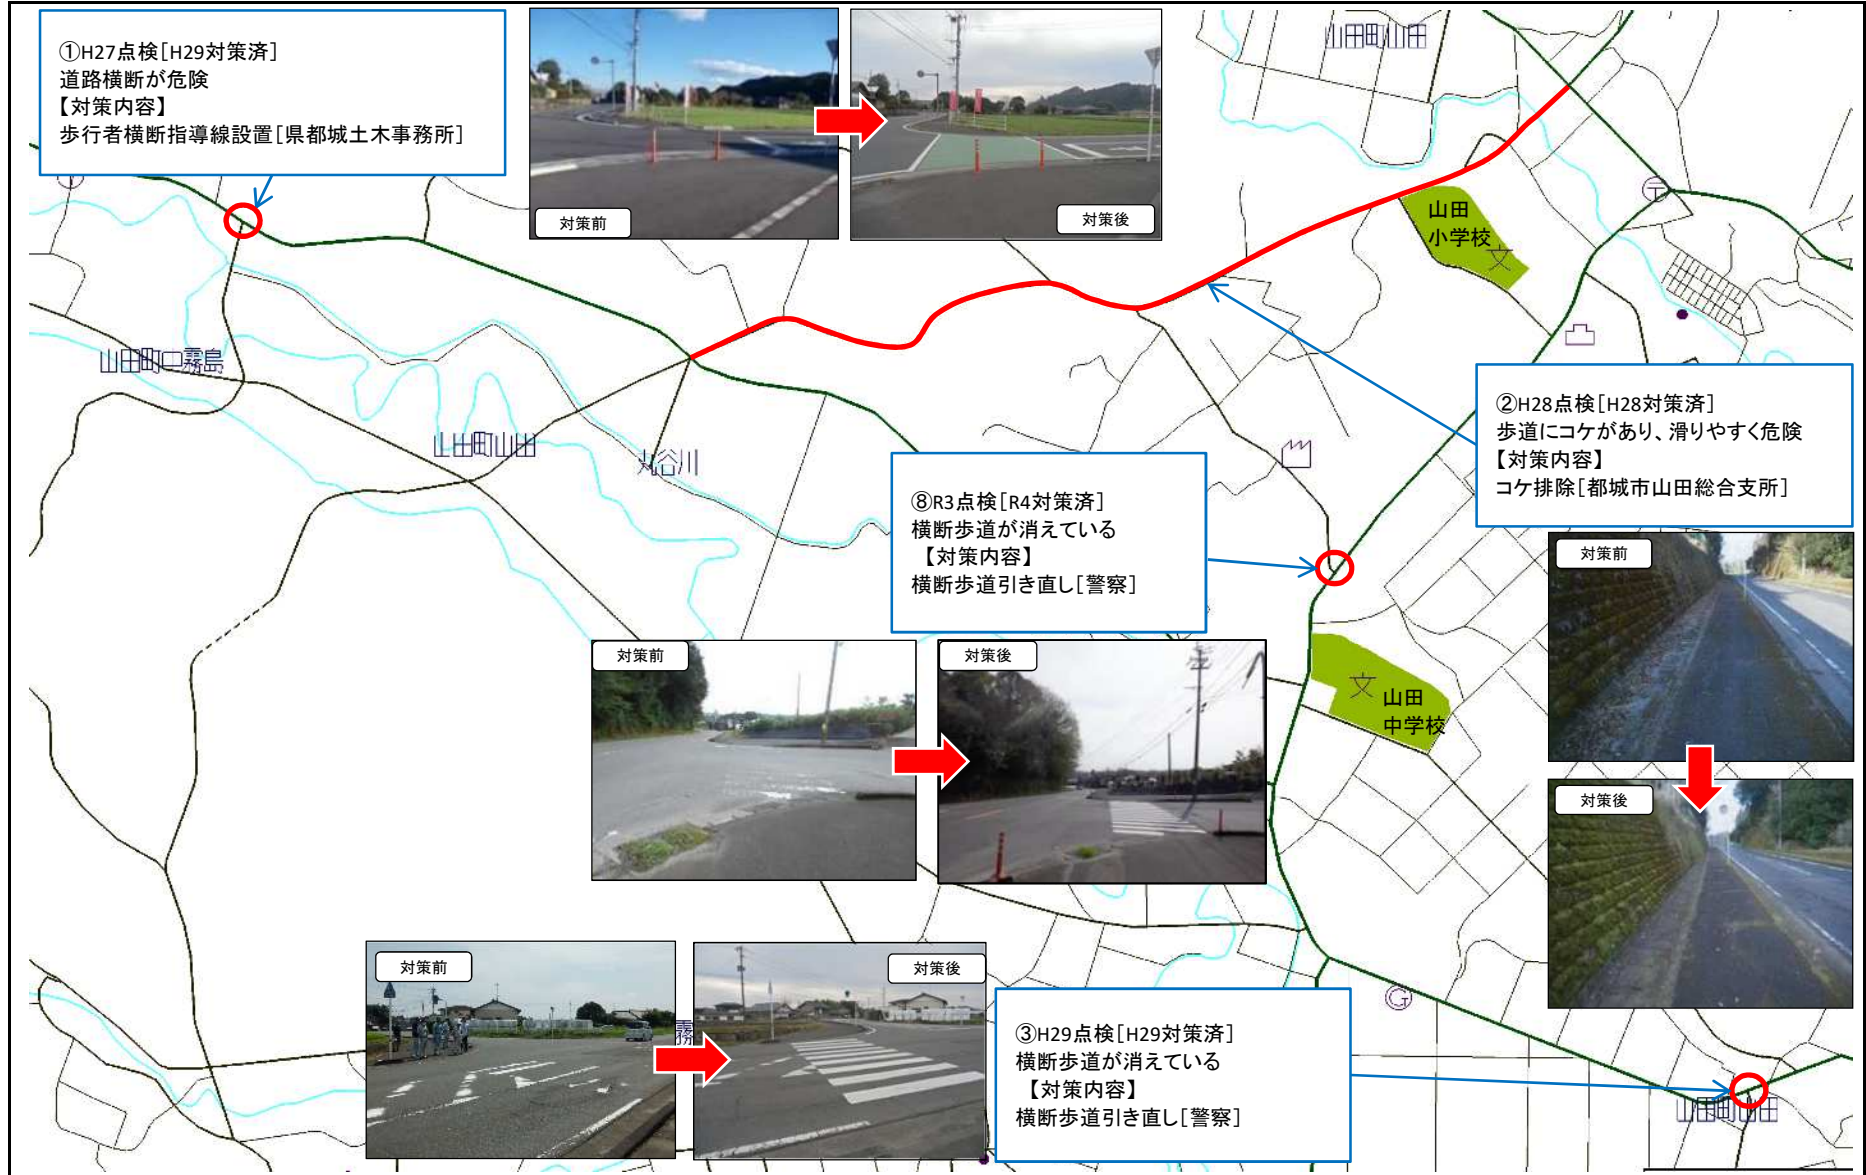 ①H27点検[H29対策済]
道路横断が危険
【対策内容】
歩行者横断指導線設置[県都城土木事務所]
対策前
対策後
山田町山田
山田
小学校
文
〒
山田町口霧島
山田町山田
丸谷川
②H28点検[H28対策済]
歩道にコケがあり、滑りやすく危険
【対策内容】
コケ排除[都城市山田総合支所]
⑧R3点検[R4対策済]
横断歩道が消えている
【対策内容】
横断歩道引き直し[警察]
対策前
対策後
対策前
対策後
文
山田
中学校
対策前
対策後
霧
③H29点検[H29対策済]
横断歩道が消えている
【対策内容】
横断歩道引き直し[警察]
G
山田町山田